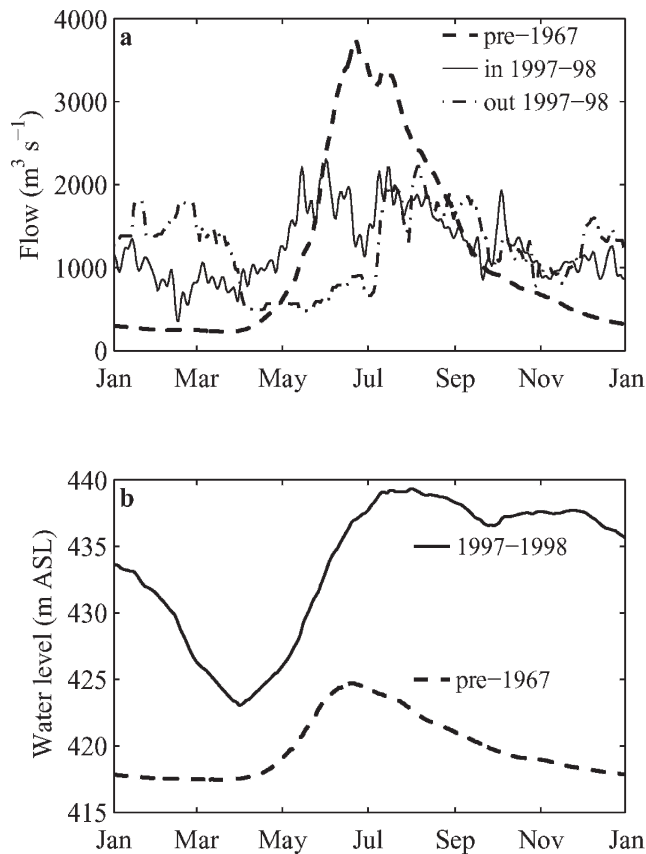 a
pre−1967
in 1997−98
out 1997−98
Flow (m³ s⁻¹)
4000
3000
2000
1000
0
Jan Mar May Jul Sep Nov Jan
b
1997−1998
pre−1967
Water level (m ASL)
440
435
430
425
420
415
Jan Mar May Jul Sep Nov Jan